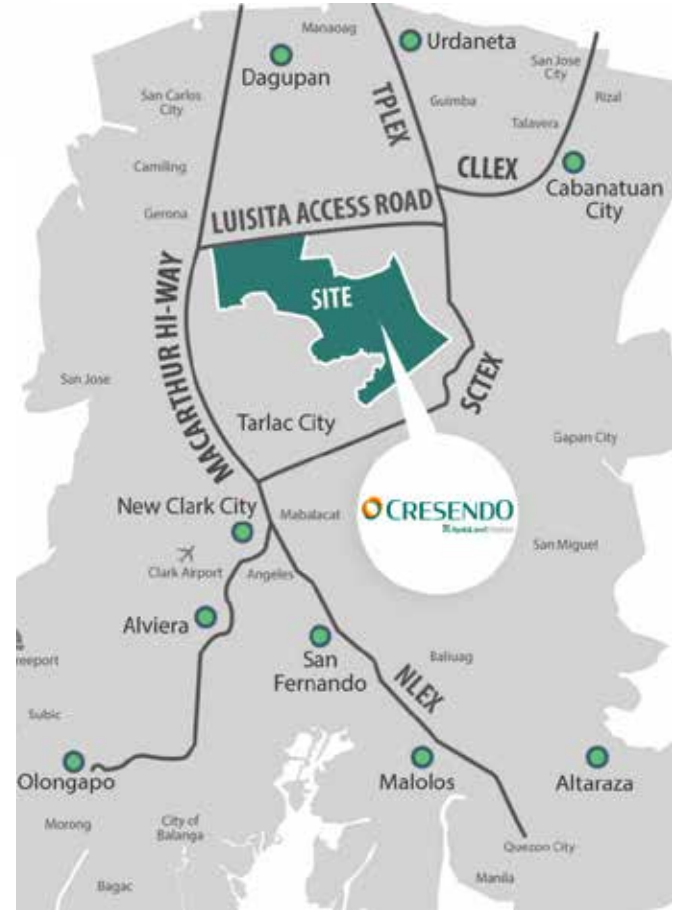 Manaoag
Urdaneta
Dagupan
San Jose
City
San Carlos
City
TPLEX
Guimba
Rizal
Talavera
Camiling
CLLEX
Cabanatuan
City
Gerona
LUISITA ACCESS ROAD
SITE
MACARTHUR HI-WAY
San Jose
SCTEX
Tarlac City
Gapan City
New Clark City
Mabalacat
CRESENDO
San Miguel
Clark Airport
Angeles
Alviera
San
Fernando
Baliuag
reeport
NLEX
Subic
Olongapo
Malolos
Altaraza
Morong
City of
Balanga
Quezon City
Manila
Bagac